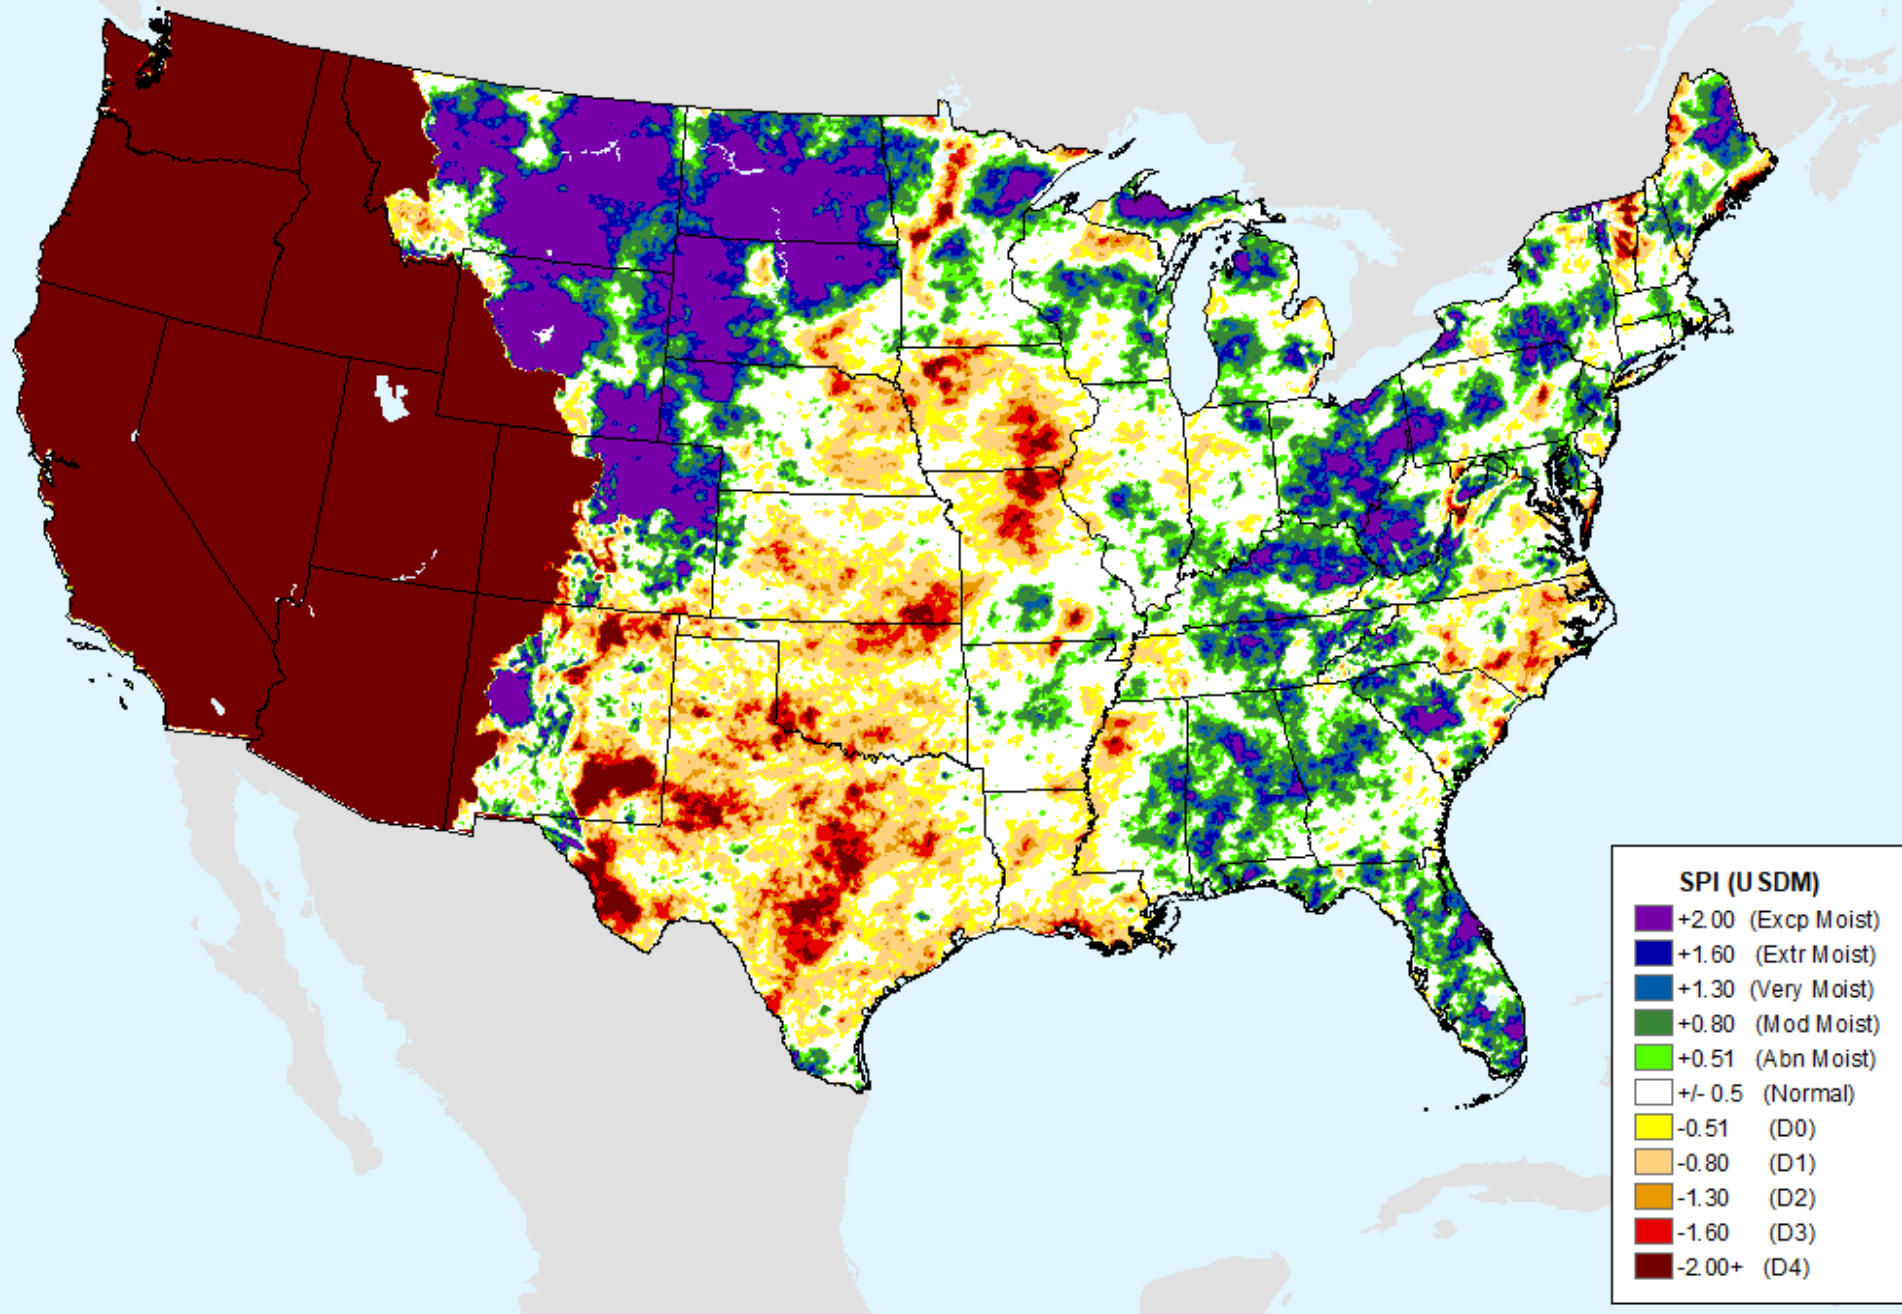 SPI (USDM)
+2.00 (Excp Moist)
+1.60 (Extr Moist)
+1.30 (Very Moist)
+0.80 (Mod Moist)
+0.51 (Abn Moist)
+/- 0.5 (Normal)
-0.51 (D0)
-0.80 (D1)
-1.30 (D2)
-1.60 (D3)
-2.00+ (D4)